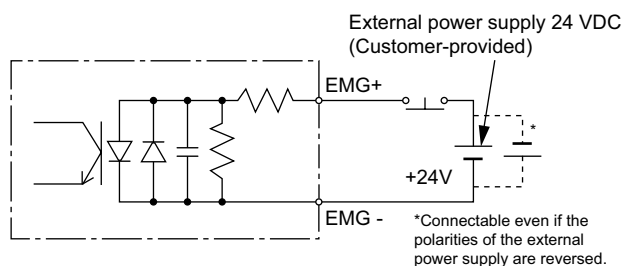 External power supply 24 VDC
(Customer-provided)
EMG+
*
+24V
EMG -
*Connectable even if the
polarities of the external
power supply are reversed.